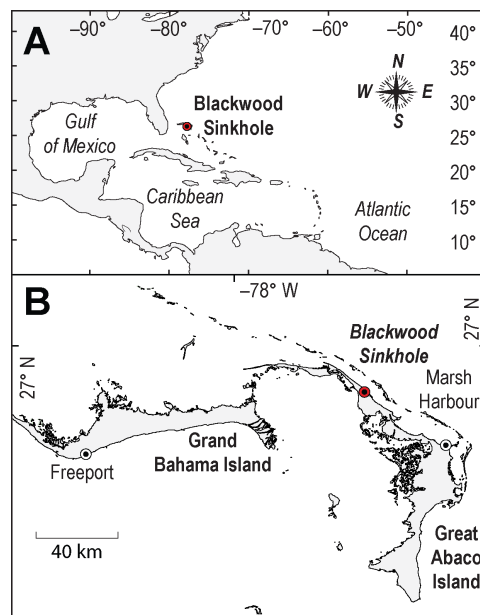 A
–90° –80° –70° –60° –50° 40°
35°
30°
25°
20°
15°
10°
N
W E
S
Blackwood
Sinkhole
Gulf
of Mexico
Caribbean
Sea
Atlantic
Ocean
B
–78° W
27° N
27° N
Blackwood
Sinkhole
Marsh
Harbour
Grand
Bahama Island
Freeport
40 km
Great
Abaco
Island